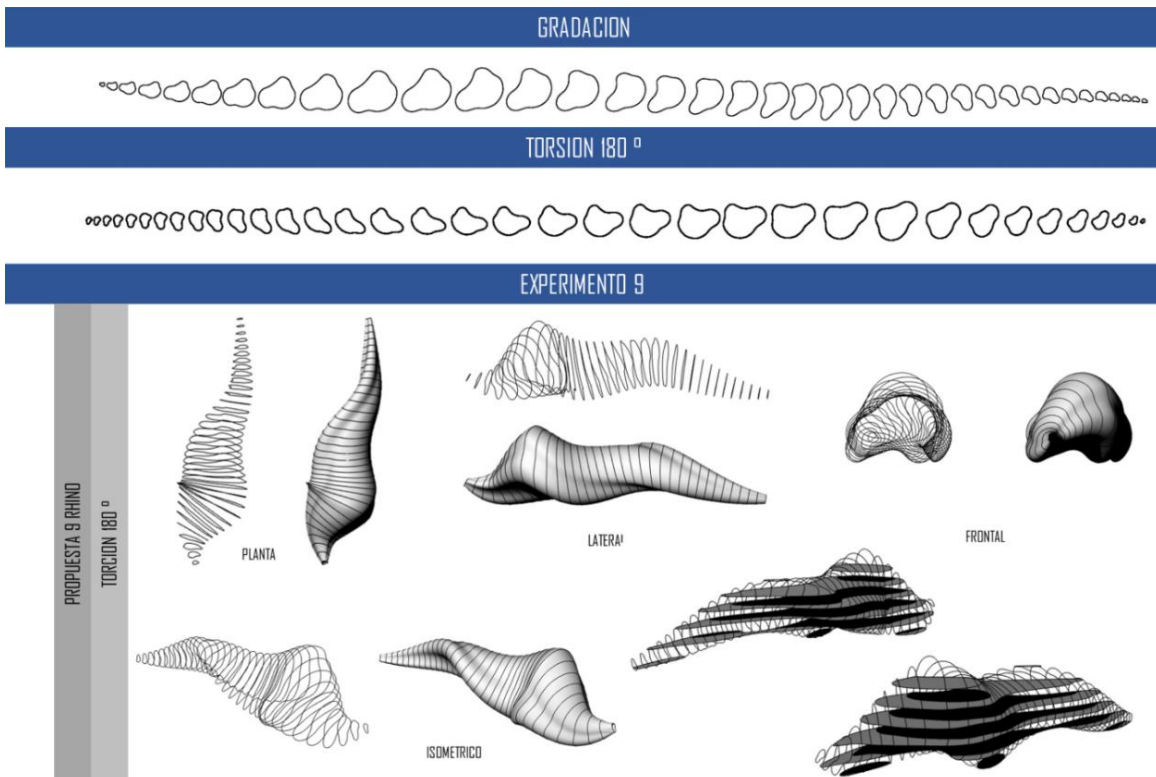 GRADACION
TORSION 180 º
EXPERIMENTO 9
PROPUESTA 9 RHINO
TORCION 180 º
PLANTA
LATERAl
FRONTAL
ISOMETRICO